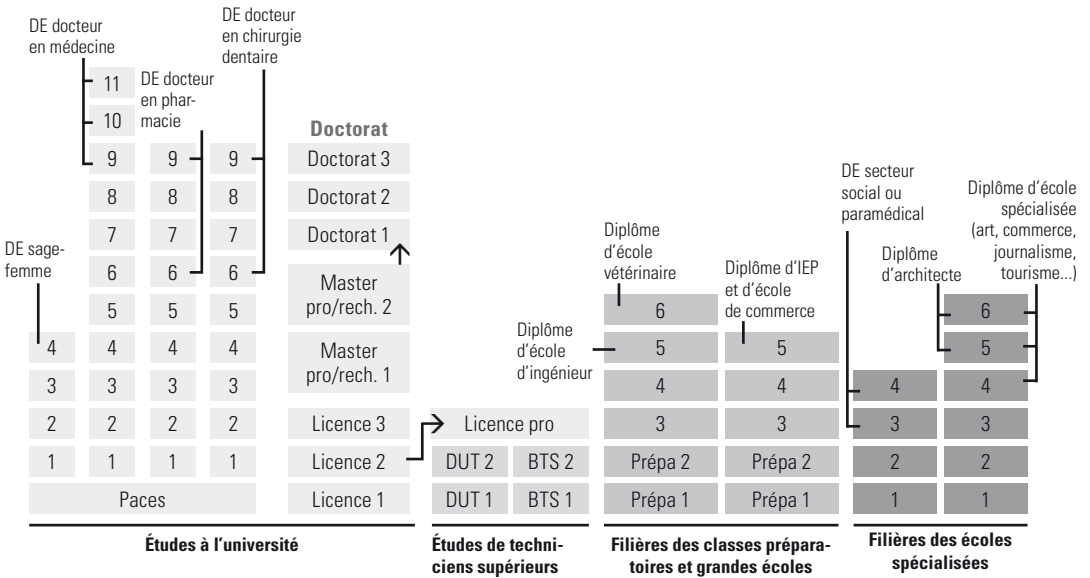 DE docteur
en médecine
DE docteur
en chirurgie
dentaire
DE docteur
en phar-
macie
DE sage-
femme
11
10
Doctorat
9 9 9 Doctorat 3
8 8 8 Doctorat 2
7 7 7 Doctorat 1
6 6 6
Master
pro/rech. 2
5 5 5
4 4 4 4
Master
pro/rech. 1
3 3 3 3
2 2 2 2 Licence 3
1 1 1 1 Licence 2
Paces Licence 1
Études à l'université
Licence pro
DUT 2 BTS 2
DUT 1 BTS 1
Études de techni-
ciens supérieurs
Diplôme
d'école
vétérinaire
Diplôme d'IEP
et d'école
de commerce
Diplôme
d'école
d'ingénieur
6
5 5
4 4
3 3
Prépa 2 Prépa 2
Prépa 1 Prépa 1
Filières des classes prépara-
toires et grandes écoles
DE secteur
social ou
paramédical
Diplôme
d'architecte
Diplôme d'école
spécialisée
(art, commerce,
journalisme,
tourisme...)
6
5
4 4
3 3
2 2
1 1
Filières des écoles
spécialisées